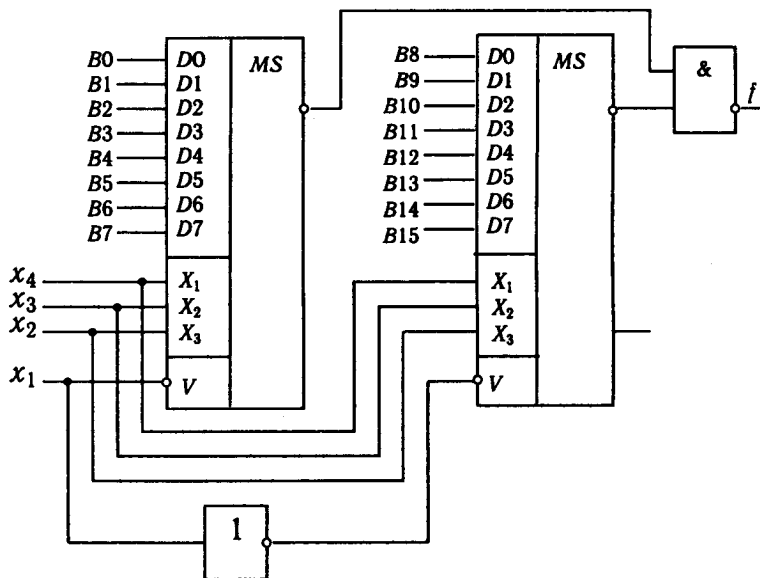 B0 D0 MS
B1 D1
B2 D2
B3 D3
B4 D4
B5 D5
B6 D6
B7 D7
x₄ X₁
x₃ X₂
x₂ X₃
x₁ V
B8 D0 MS
B9 D1
B10 D2
B11 D3
B12 D4
B13 D5
B14 D6
B15 D7
X₁
X₂
X₃
V
&
f
1